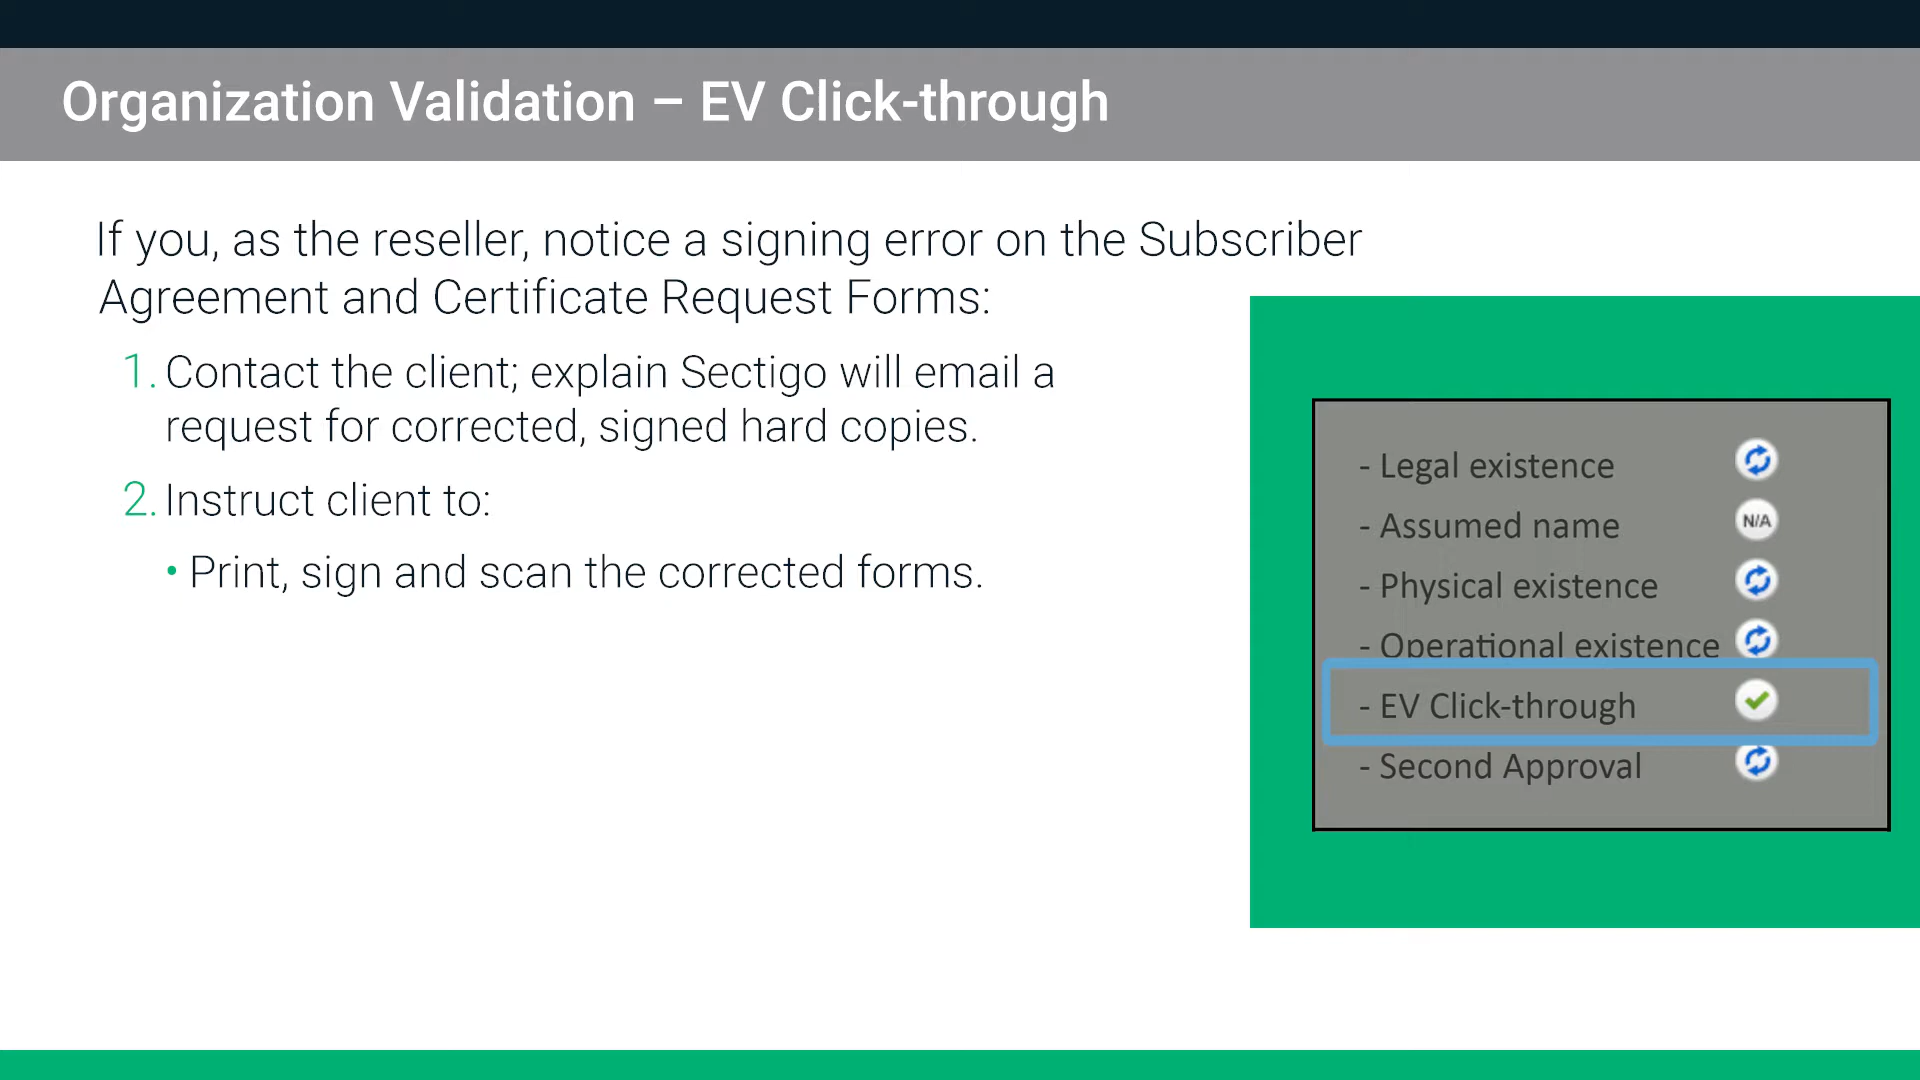 Organization Validation – EV Click-through
If you, as the reseller, notice a signing error on the Subscriber
Agreement and Certificate Request Forms:
1. Contact the client; explain Sectigo will email a
request for corrected, signed hard copies.
2. Instruct client to:
• Print, sign and scan the corrected forms.
- Legal existence
- Assumed name N/A
- Physical existence
- Operational existence
- EV Click-through
- Second Approval